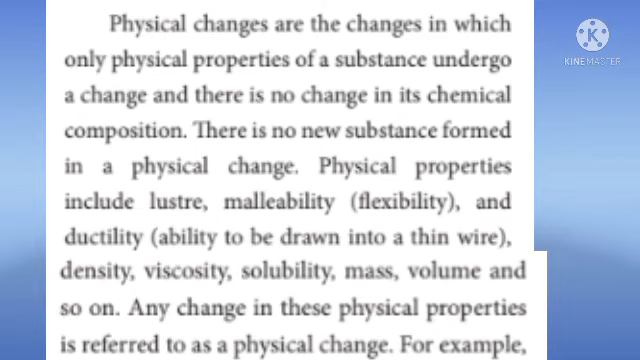 Physical changes are the changes in which
only physical properties of a substance undergo
a change and there is no change in its chemical
composition. There is no new substance formed
in a physical change. Physical properties
include lustre, malleability (flexibility), and
ductility (ability to be drawn into a thin wire),
density, viscosity, solubility, mass, volume and
so on. Any change in these physical properties
is referred to as a physical change. For example,
K
KINEMASTER